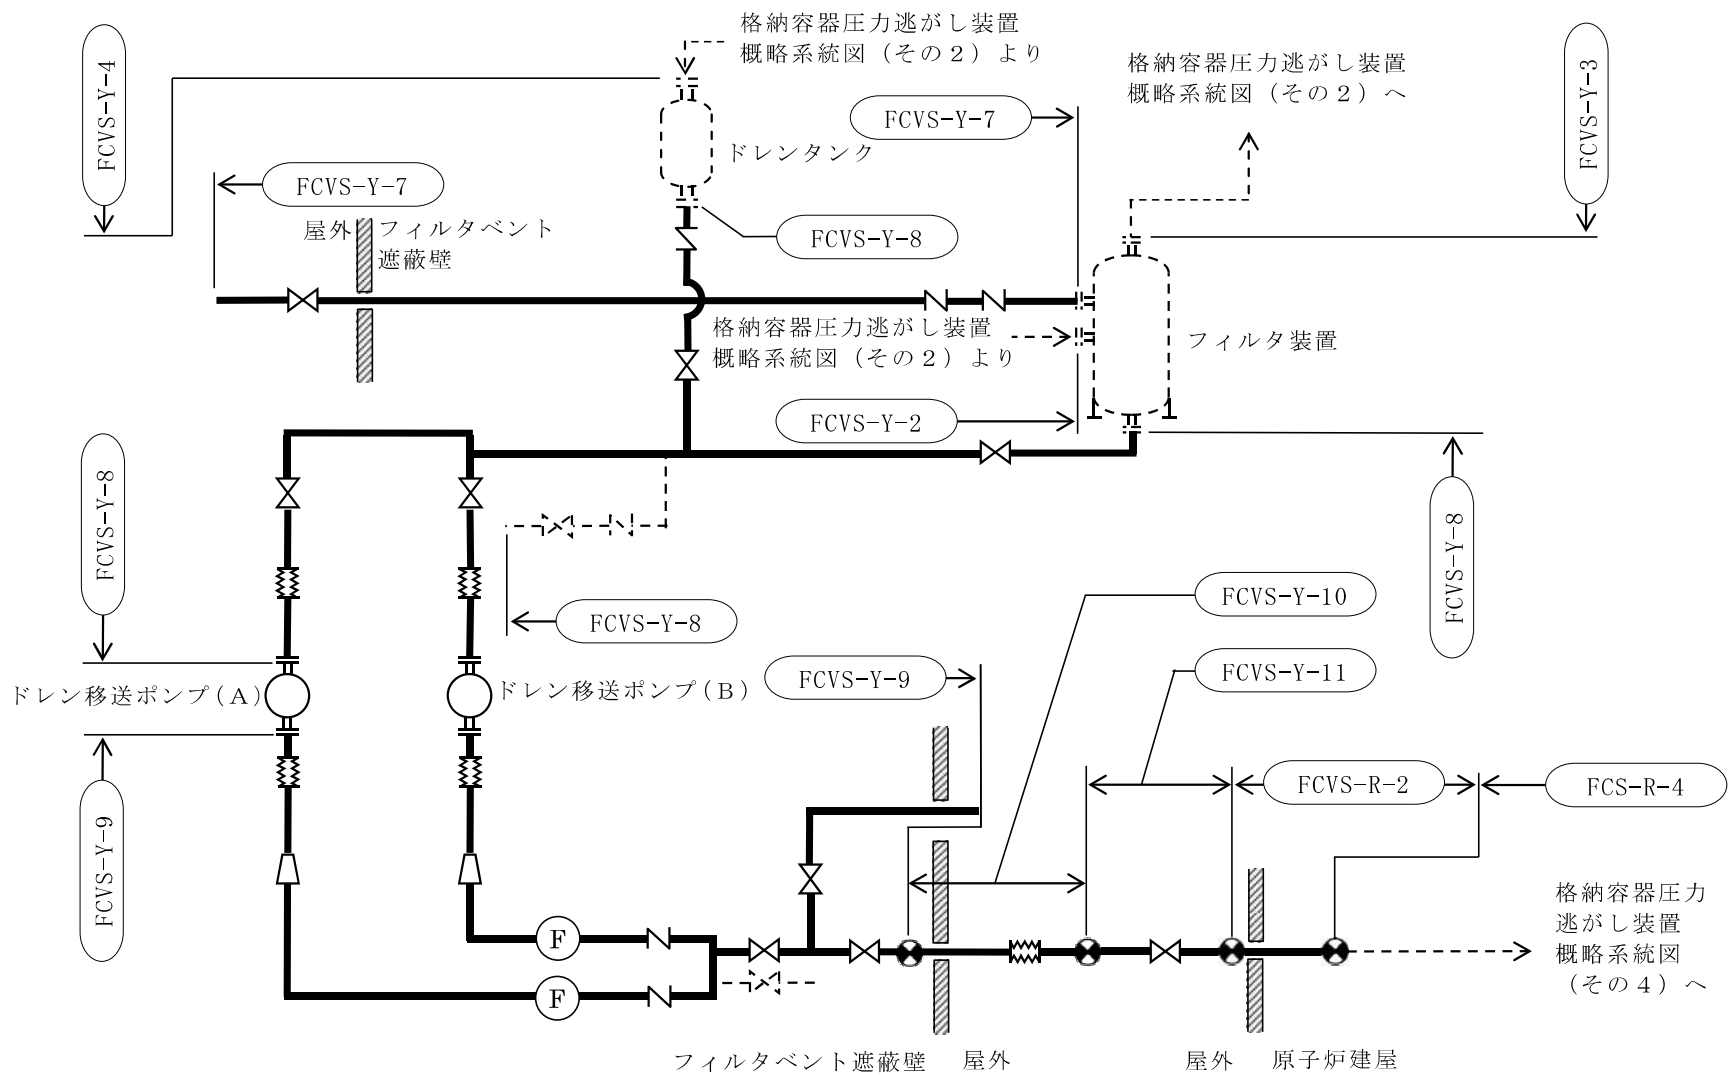 格納容器圧力逃がし装置
概略系統図（その２）より
格納容器圧力逃がし装置
概略系統図（その２）へ
FCVS-Y-4
FCVS-Y-3
FCVS-Y-7
ドレンタンク
FCVS-Y-7
屋外
フィルタベント
遮蔽壁
FCVS-Y-8
格納容器圧力逃がし装置
概略系統図（その２）より
フィルタ装置
FCVS-Y-2
FCVS-Y-8
FCVS-Y-8
FCVS-Y-8
FCVS-Y-10
FCVS-Y-11
FCVS-Y-9
ドレン移送ポンプ(A)
ドレン移送ポンプ(B)
FCVS-R-2
FCS-R-4
FCVS-Y-9
F
F
格納容器圧力
逃がし装置
概略系統図
（その４）へ
フィルタベント遮蔽壁
屋外
屋外
原子炉建屋